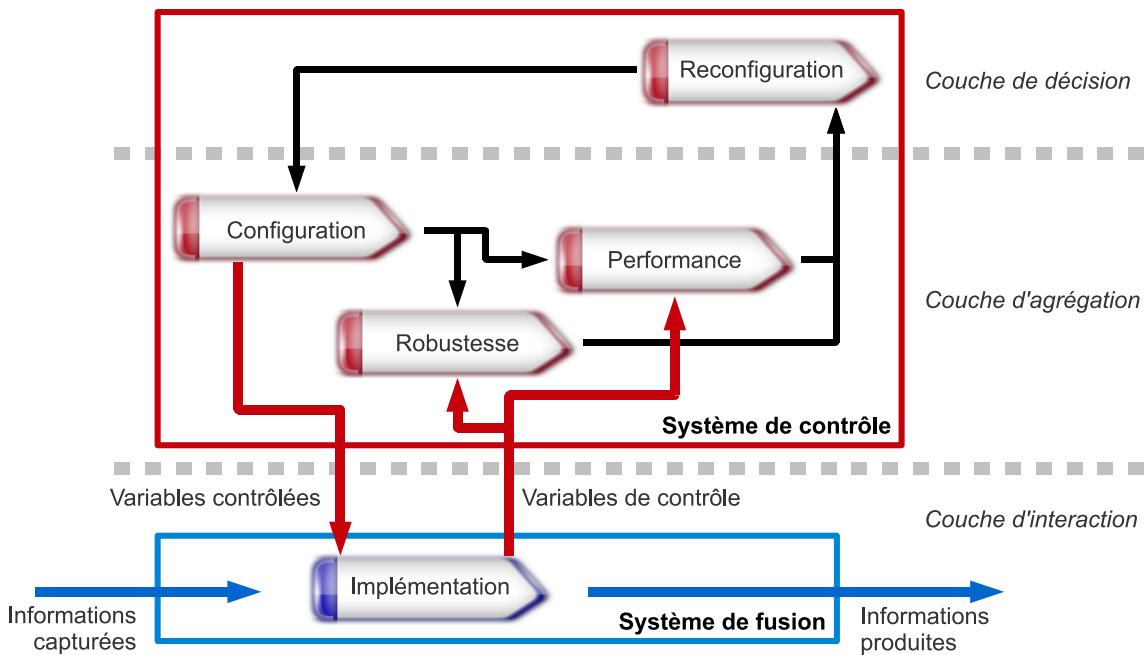 Reconfiguration
Couche de décision
Configuration
Performance
Couche d'agrégation
Robustesse
Système de contrôle
Variables contrôlées
Variables de contrôle
Couche d'interaction
Implémentation
Informations
capturées
Système de fusion
Informations
produites